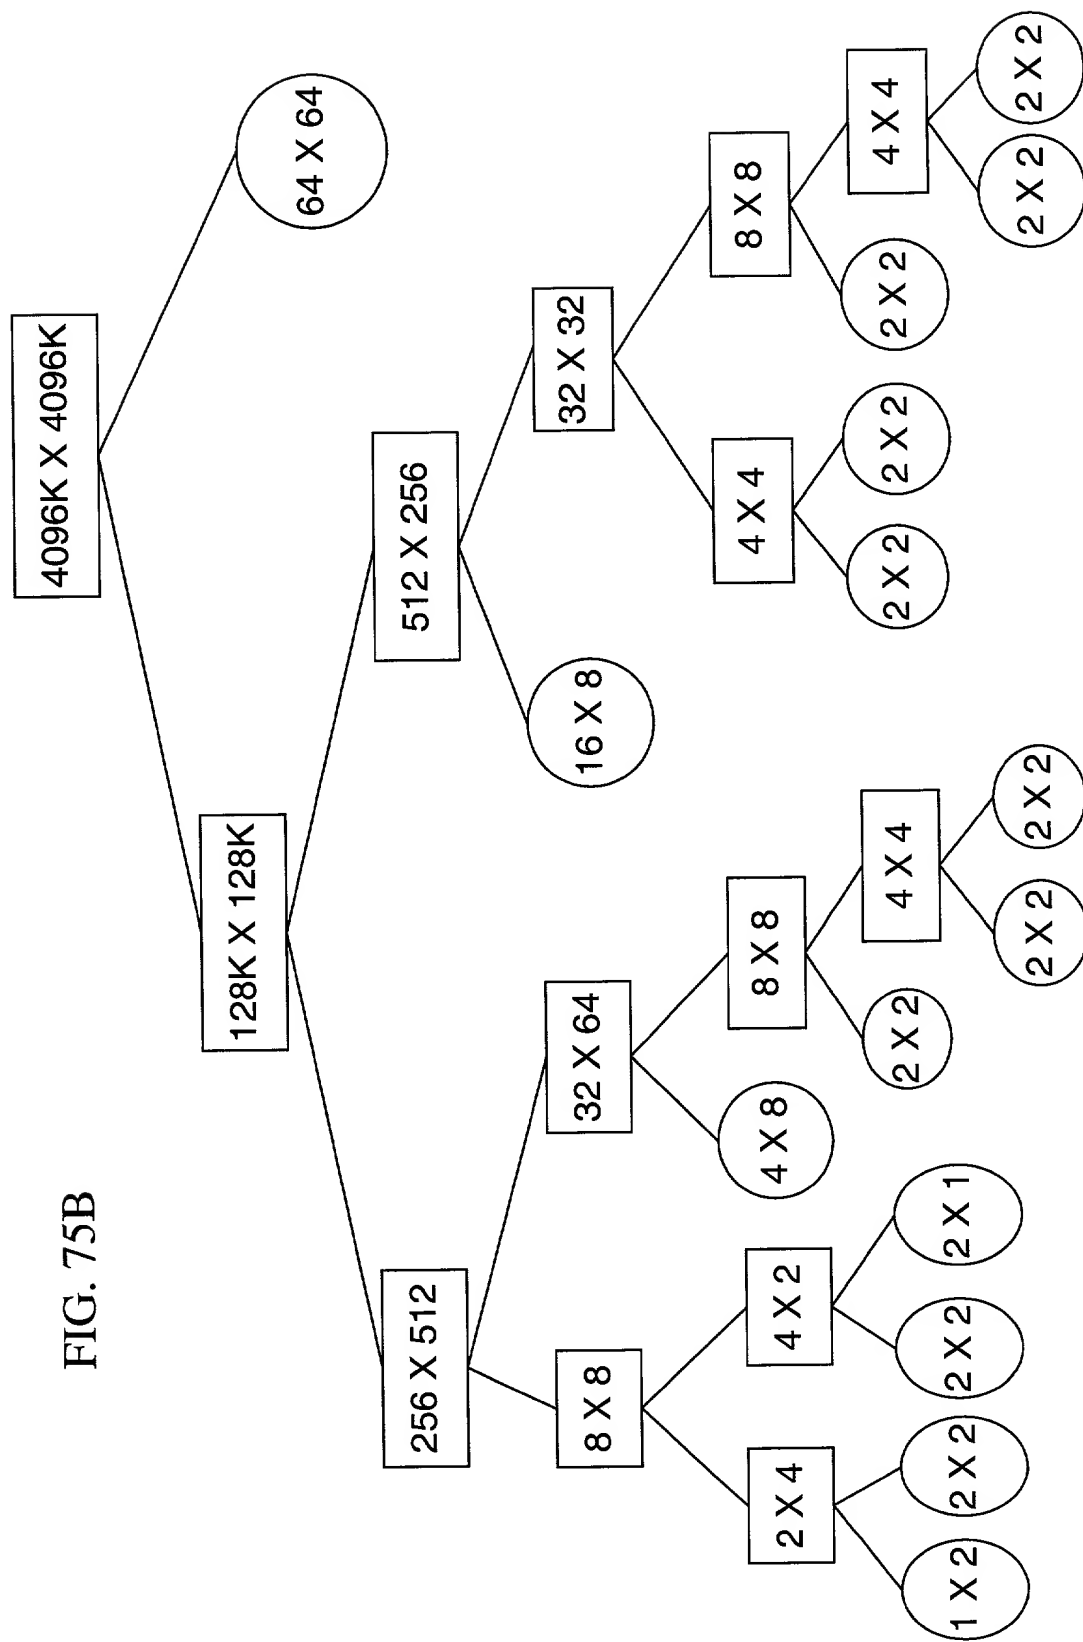 FIG. 75B
4096K X 4096K
128K X 128K
64 X 64
256 X 512
512 X 256
8 X 8
32 X 64
16 X 8
32 X 32
2 X 4
4 X 2
4 X 8
8 X 8
4 X 4
8 X 8
1 X 2
2 X 2
2 X 2
2 X 1
2 X 2
4 X 4
2 X 2
2 X 2
2 X 2
4 X 4
2 X 2
2 X 2
2 X 2
2 X 2